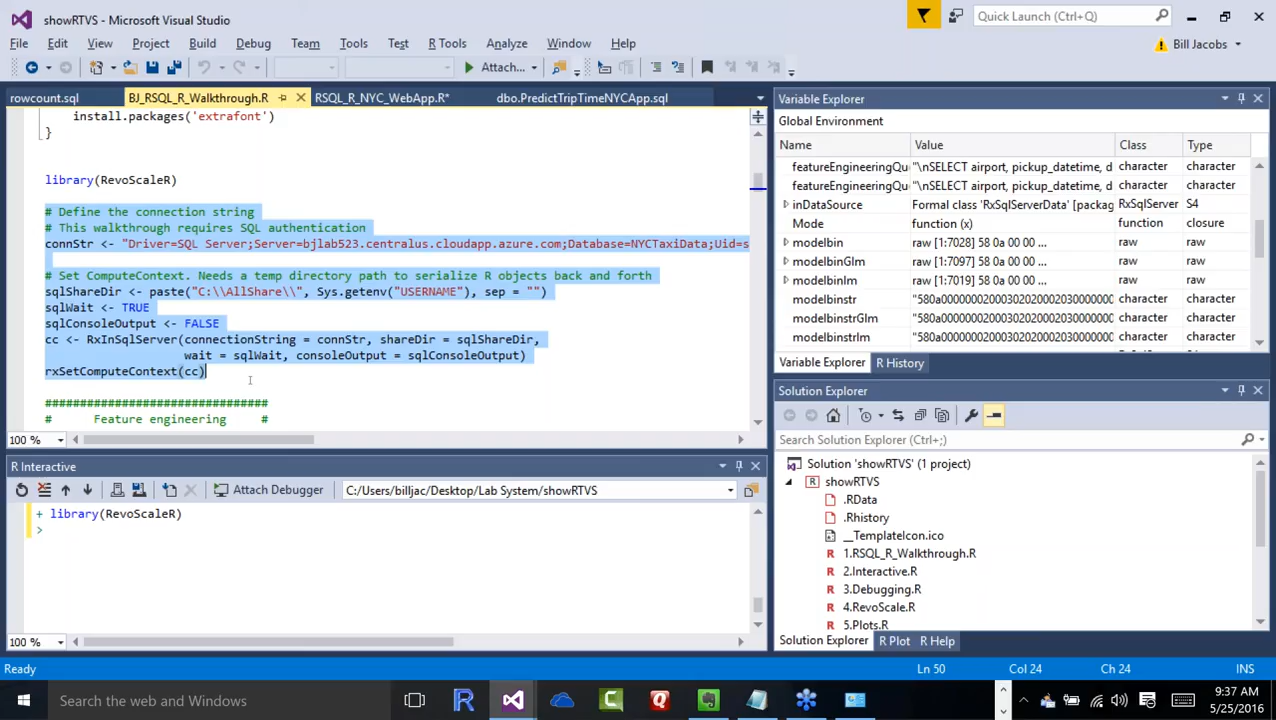 showRTVS - Microsoft Visual Studio
Quick Launch (Ctrl+Q)
File Edit View Project Build Debug Team Tools Test R Tools Analyze Window Help
Bill Jacobs
Attach...
rowcount.sql BJ_RSQL_R_Walkthrough.R RSQL_R_NYC_WebApp.R* dbo.PredictTripTimeNYCApp.sql
install.packages('extrafont')
}
library(RevoScaleR)
# Define the connection string
# This walkthrough requires SQL authentication
connStr <- "Driver=SQL Server;Server=bjlab523.centralus.cloudapp.azure.com;Database=NYCTaxiData;Uid=s
# Set ComputeContext. Needs a temp directory path to serialize R objects back and forth
sqlShareDir <- paste("C:\\AllShare\\", Sys.getenv("USERNAME"), sep = "")
sqlWait <- TRUE
sqlConsoleOutput <- FALSE
cc <- RxInSqlServer(connectionString = connStr, shareDir = sqlShareDir,
wait = sqlWait, consoleOutput = sqlConsoleOutput)
rxSetComputeContext(cc)
################################
# Feature engineering #
100 %
R Interactive
Attach Debugger C:/Users/billjac/Desktop/Lab System/showRTVS
+ library(RevoScaleR)
>
100 %
Variable Explorer
Global Environment
Name Value Class Type
featureEngineeringQu "\nSELECT airport, pickup_datetime, d character character
featureEngineeringQu "\nSELECT airport, pickup_datetime, d character character
inDataSource Formal class 'RxSqlServerData' [packag RxSqlServer S4
Mode function (x) function closure
modelbin raw [1:7028] 58 0a 00 00 ... raw raw
modelbinGlm raw [1:7097] 58 0a 00 00 ... raw raw
modelbinlm raw [1:7019] 58 0a 00 00 ... raw raw
modelbinstr "580a0000000200030202000203000000 character character
modelbinstrGlm "580a0000000200030202000203000000 character character
modelbinstrlm "580a0000000200030202000203000000 character character
Variable Explorer R History
Solution Explorer
Search Solution Explorer (Ctrl+;)
Solution 'showRTVS' (1 project)
R showRTVS
.RData
.Rhistory
__TemplateIcon.ico
R 1.RSQL_R_Walkthrough.R
R 2.Interactive.R
R 3.Debugging.R
R 4.RevoScale.R
R 5.Plots.R
Solution Explorer R Plot R Help
Ready Ln 50 Col 24 Ch 24 INS
Search the web and Windows
9:37 AM
5/25/2016